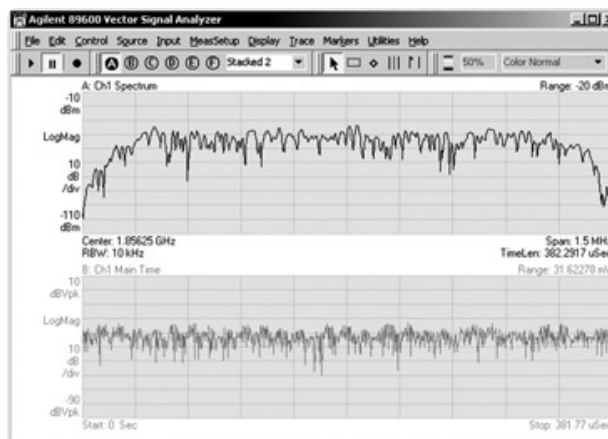 Agilent 89600 Vector Signal Analyzer
File Edit Control Source Input MeasSetup Display Trace Markers Utilities Help
A B C D E F Stacked 2 50% Color Normal
A: Ch1 Spectrum Range: -20 dBm
-10
dBm
LogMag
10
dB
/div
-110
dBm
Center: 1.85625 GHz Span: 1.5 MHz
RBW: 10 kHz TimeLen: 382.2917 uSec
B: Ch1 Main Time Range: 31.62278 mV
10
dBVpk
LogMag
10
dB
/div
-90
dBVpk
Start: 0 Sec Stop: 381.77 uSec